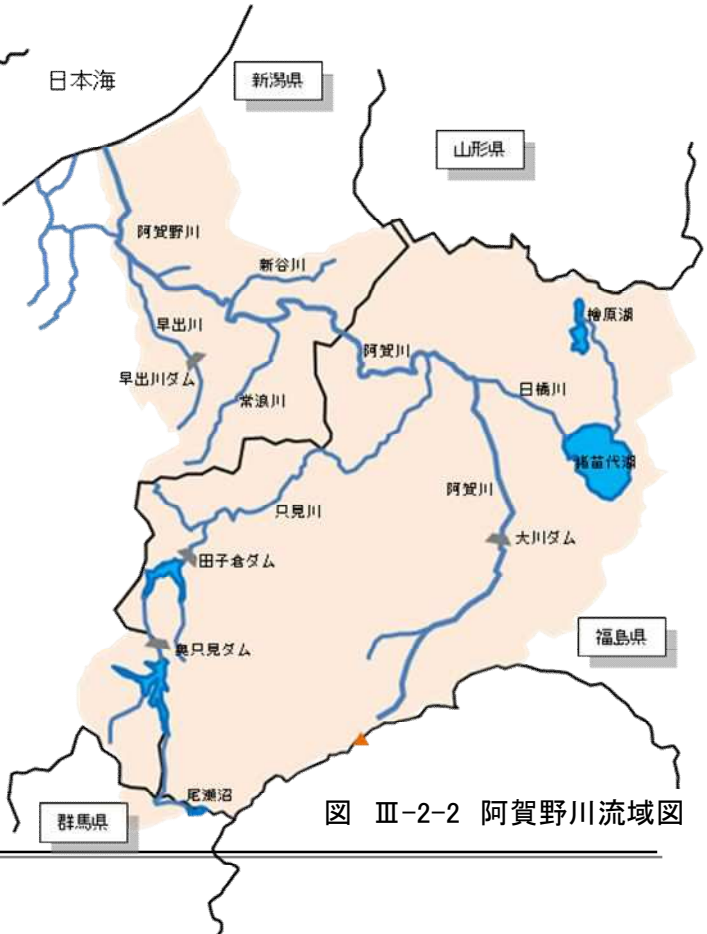 日本海
新潟県
山形県
阿賀野川
新谷川
檜原湖
早出川
阿賀川
早出川ダム
日橋川
常浪川
猪苗代湖
阿賀川
只見川
大川ダム
田子倉ダム
福島県
奥只見ダム
尾瀬沼
図 Ⅲ-2-2 阿賀野川流域図
群馬県